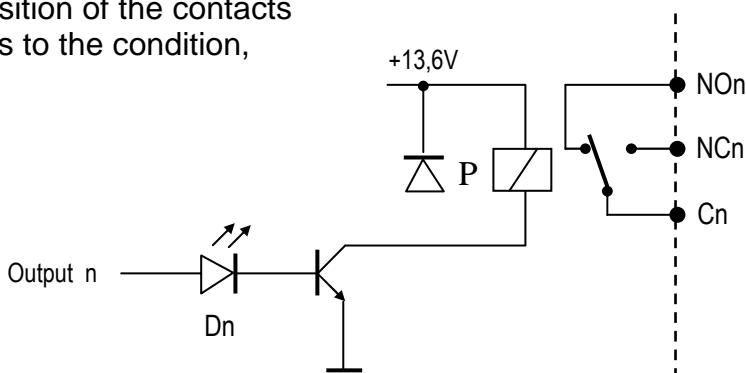 sition of the contacts
s to the condition,
+13,6V
NOn
NCn
P
Cn
Output n
Dn